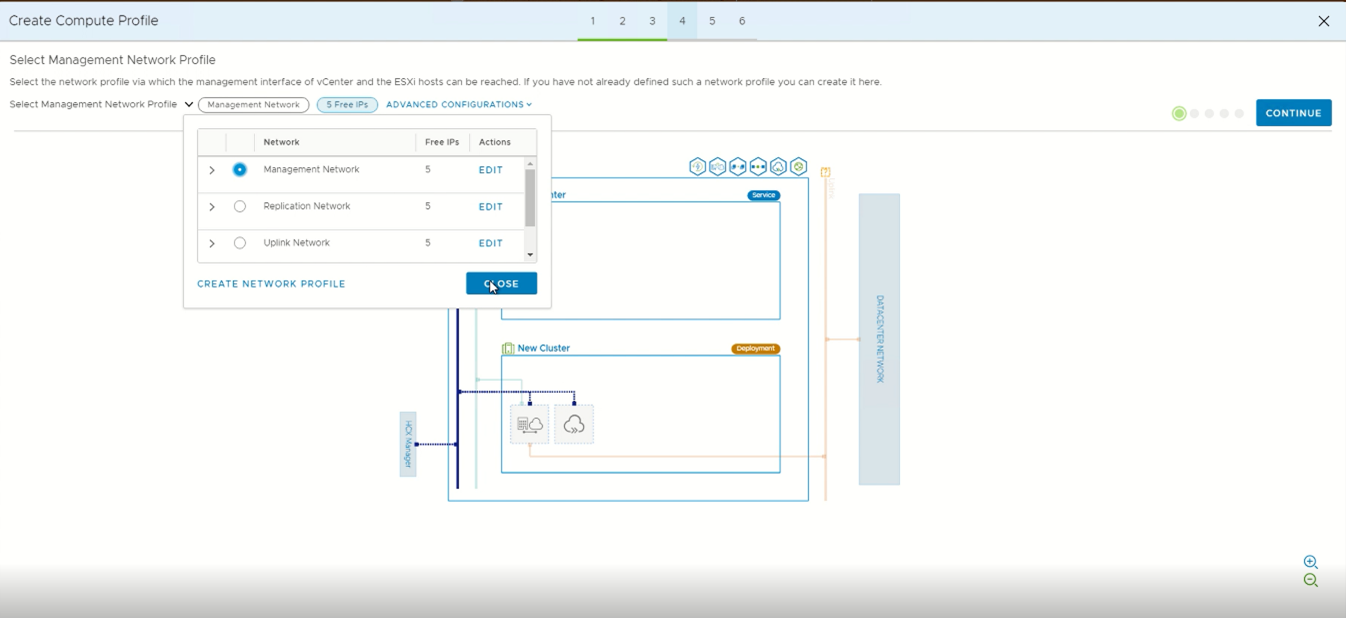 Create Compute Profile
1 2 3 4 5 6
Select Management Network Profile
Select the network profile via which the management interface of vCenter and the ESXi hosts can be reached. If you have not already defined such a network profile you can create it here.
Select Management Network Profile Management Network 5 Free IPs ADVANCED CONFIGURATIONS
CONTINUE
Network Free IPs Actions
Management Network 5 EDIT
Replication Network 5 EDIT
Uplink Network 5 EDIT
CREATE NETWORK PROFILE CLOSE
nter Service
New Cluster Deployment
HCX Manager
DATACENTER NETWORK
[?]